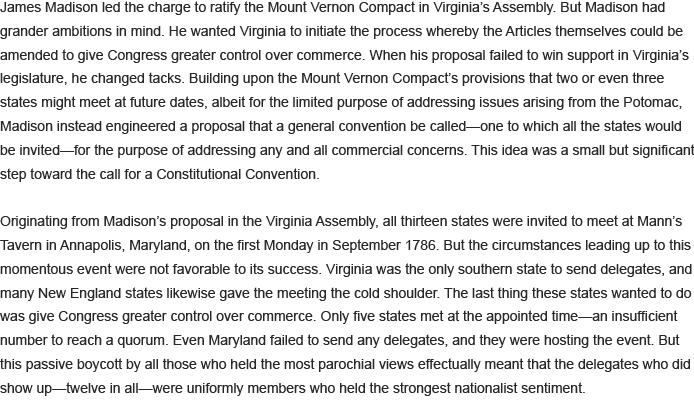 James Madison led the charge to ratify the Mount Vernon Compact in Virginia’s Assembly. But Madison had
grander ambitions in mind. He wanted Virginia to initiate the process whereby the Articles themselves could be
amended to give Congress greater control over commerce. When his proposal failed to win support in Virginia’s
legislature, he changed tacks. Building upon the Mount Vernon Compact’s provisions that two or even three
states might meet at future dates, albeit for the limited purpose of addressing issues arising from the Potomac,
Madison instead engineered a proposal that a general convention be called—one to which all the states would
be invited—for the purpose of addressing any and all commercial concerns. This idea was a small but significant
step toward the call for a Constitutional Convention.

Originating from Madison’s proposal in the Virginia Assembly, all thirteen states were invited to meet at Mann’s
Tavern in Annapolis, Maryland, on the first Monday in September 1786. But the circumstances leading up to this
momentous event were not favorable to its success. Virginia was the only southern state to send delegates, and
many New England states likewise gave the meeting the cold shoulder. The last thing these states wanted to do
was give Congress greater control over commerce. Only five states met at the appointed time—an insufficient
number to reach a quorum. Even Maryland failed to send any delegates, and they were hosting the event. But
this passive boycott by all those who held the most parochial views effectually meant that the delegates who did
show up—twelve in all—were uniformly members who held the strongest nationalist sentiment.